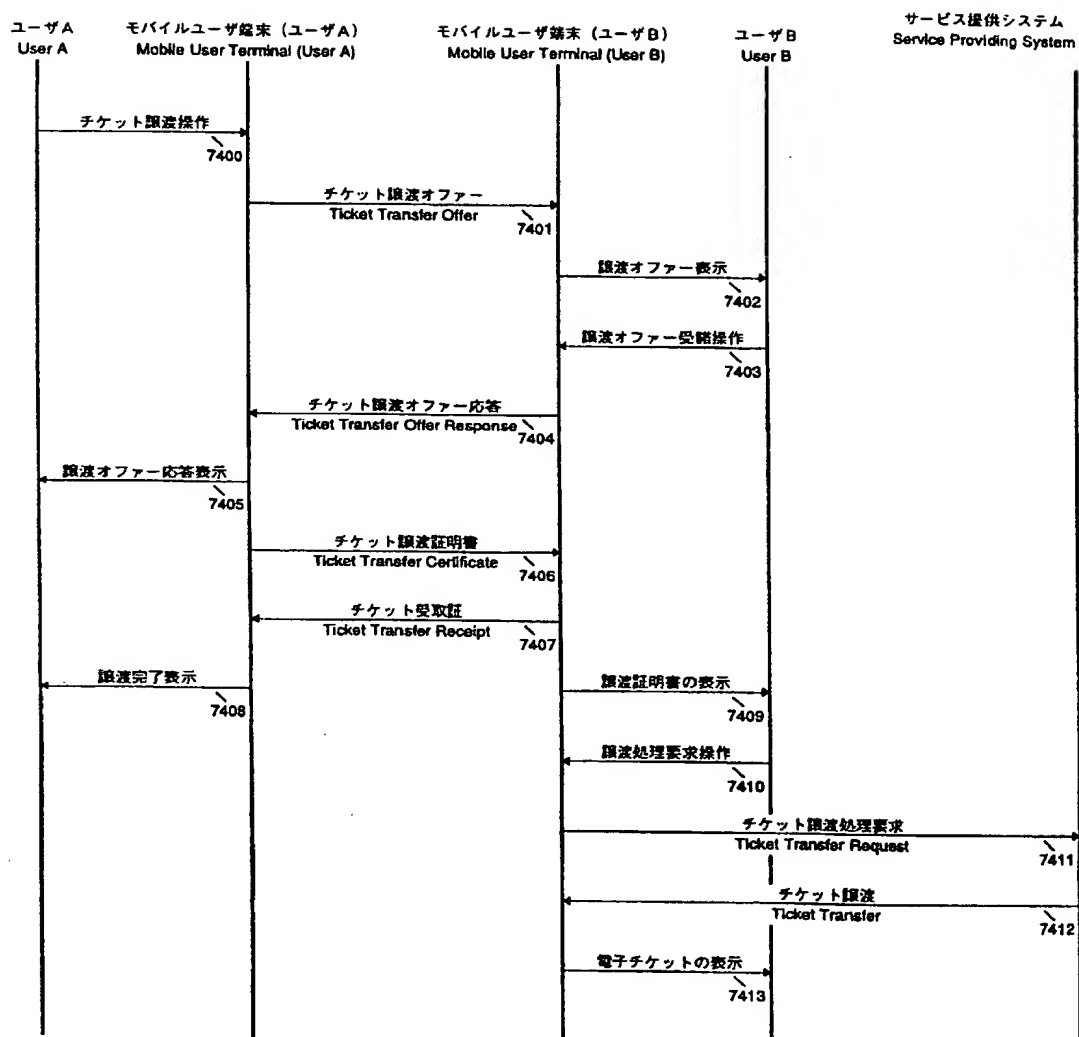 ユーザA
User A
モバイルユーザ端末（ユーザA）
Mobile User Terminal (User A)
モバイルユーザ端末（ユーザB）
Mobile User Terminal (User B)
ユーザB
User B
サービス提供システム
Service Providing System
チケット譲渡操作
7400
チケット譲渡オファー
Ticket Transfer Offer
7401
譲渡オファー表示
7402
譲渡オファー受諾操作
7403
チケット譲渡オファー応答
Ticket Transfer Offer Response
7404
譲渡オファー応答表示
7405
チケット譲渡証明書
Ticket Transfer Certificate
7406
チケット受取証
Ticket Transfer Receipt
7407
譲渡完了表示
7408
譲渡証明書の表示
7409
譲渡処理要求操作
7410
チケット譲渡処理要求
Ticket Transfer Request
7411
チケット譲渡
Ticket Transfer
7412
電子チケットの表示
7413